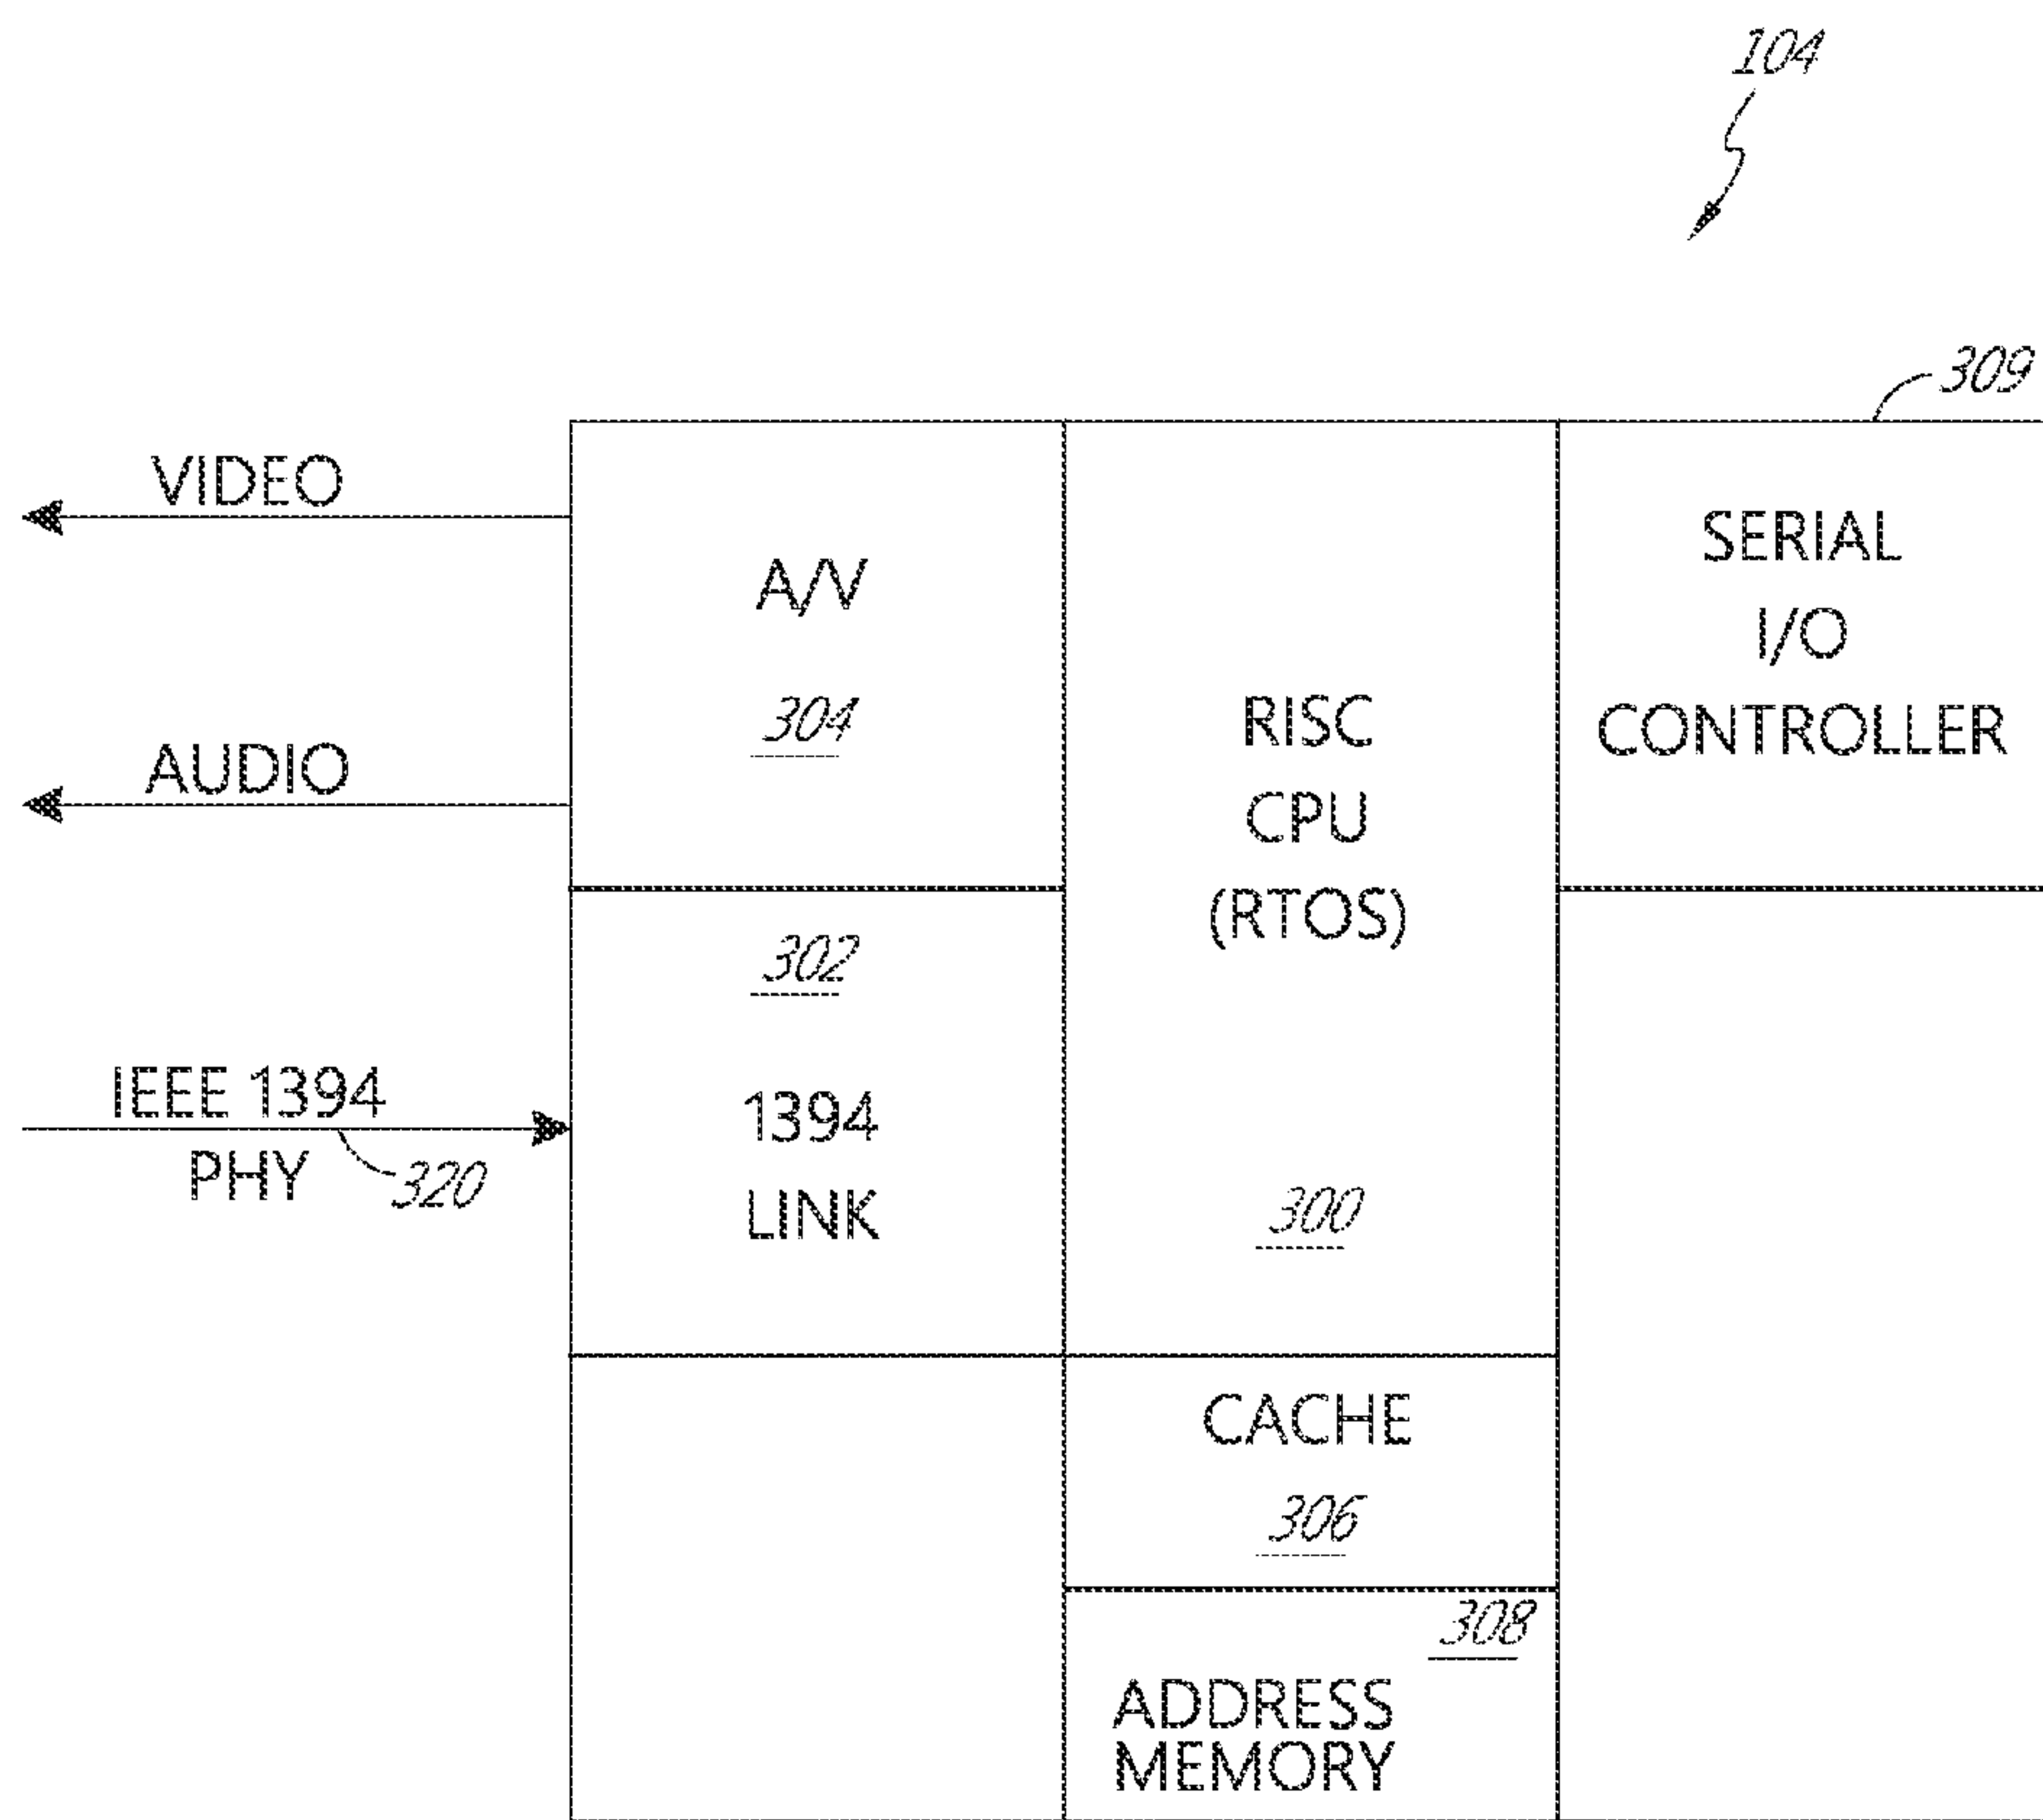 104
309
VIDEO
A/V
304
AUDIO
RISC
CPU
(RTOS)
300
SERIAL
I/O
CONTROLLER
302
1394
LINK
IEEE 1394
PHY
320
CACHE
306
308
ADDRESS
MEMORY